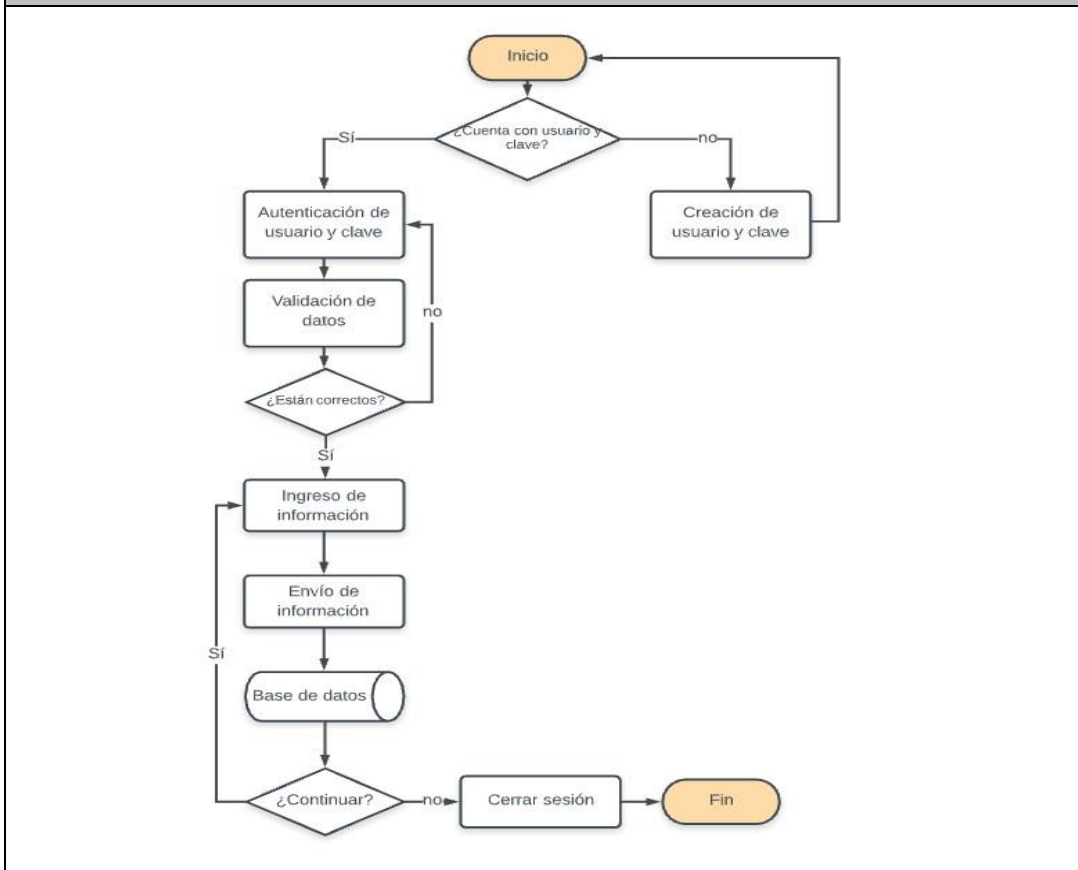 Inicio
¿Cuenta con usuario y
clave?
Sí
no
Autenticación de
usuario y clave
Creación de
usuario y clave
Validación de
datos
no
¿Están correctos?
Sí
Ingreso de
información
Envío de
información
Sí
Base de datos
¿Continuar?
no
Cerrar sesión
Fin